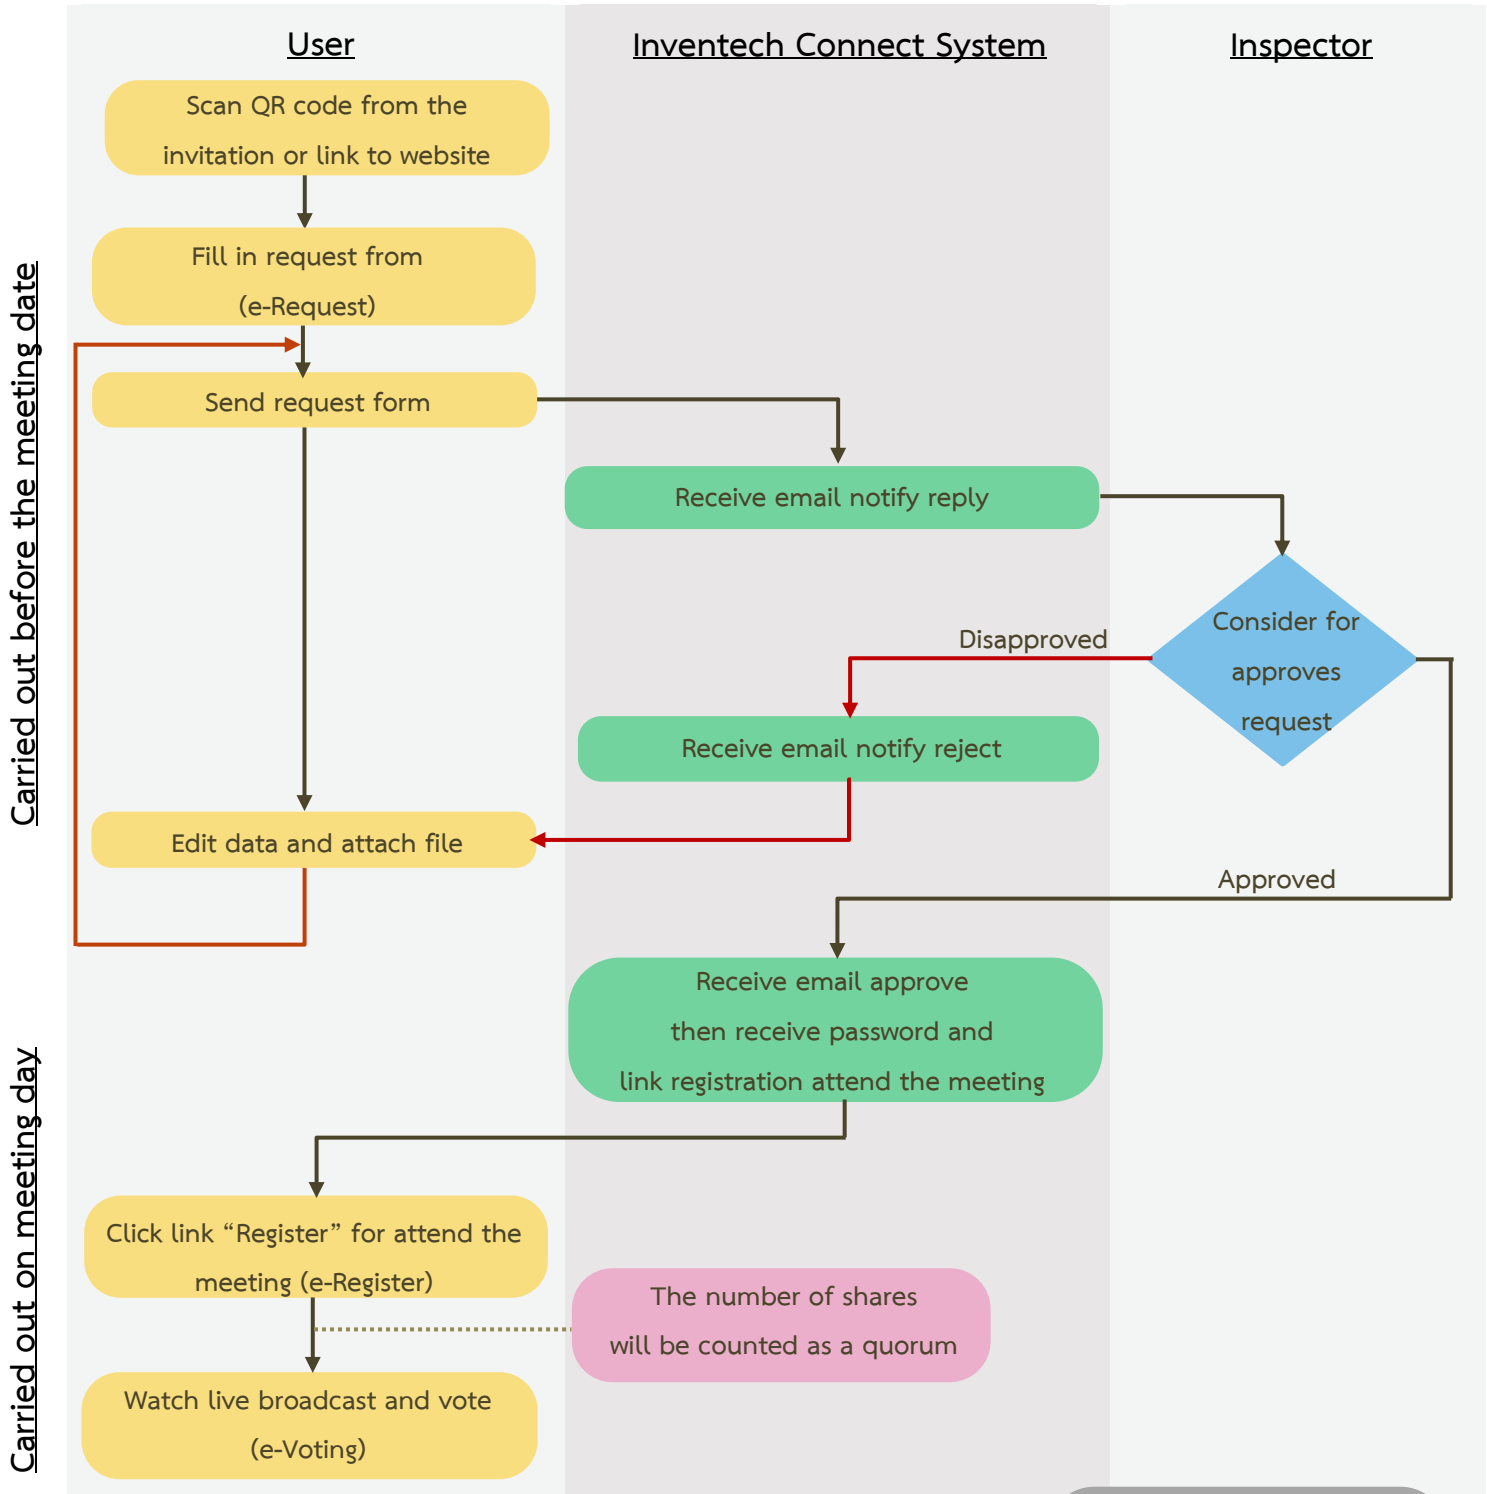 User
Inventech Connect System
Inspector
Scan QR code from the
invitation or link to website
Fill in request from
(e-Request)
Send request form
Receive email notify reply
Consider for
approves
request
Disapproved
Receive email notify reject
Edit data and attach file
Approved
Receive email approve
then receive password and
link registration attend the meeting
Click link “Register” for attend the
meeting (e-Register)
The number of shares
will be counted as a quorum
Watch live broadcast and vote
(e-Voting)
Carried out before the meeting date
Carried out on meeting day